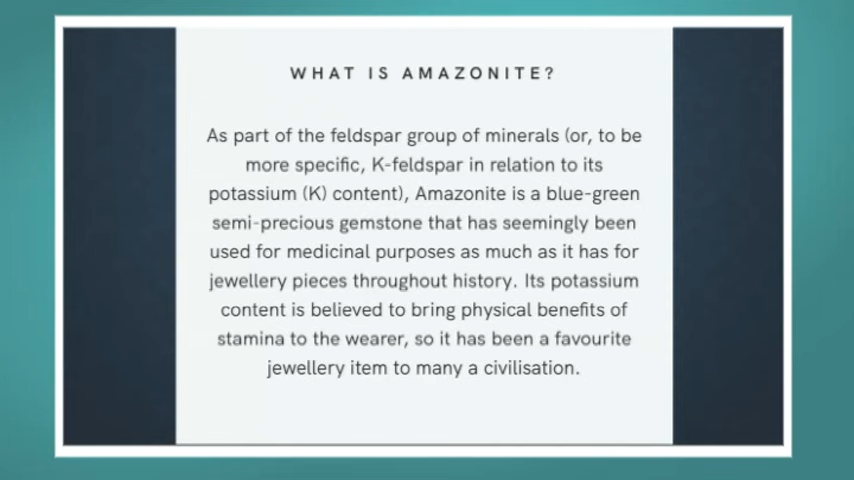 WHAT IS AMAZONITE?
As part of the feldspar group of minerals (or, to be
more specific, K-feldspar in relation to its
potassium (K) content), Amazonite is a blue-green
semi-precious gemstone that has seemingly been
used for medicinal purposes as much as it has for
jewellery pieces throughout history. Its potassium
content is believed to bring physical benefits of
stamina to the wearer, so it has been a favourite
jewellery item to many a civilisation.